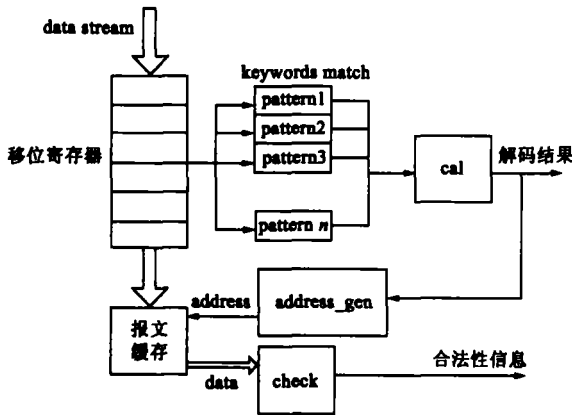 data stream
keywords match
pattern1
pattern2
pattern3
pattern n
移位寄存器
cal
解码结果
address
address_gen
报文
缓存
data
check
合法性信息